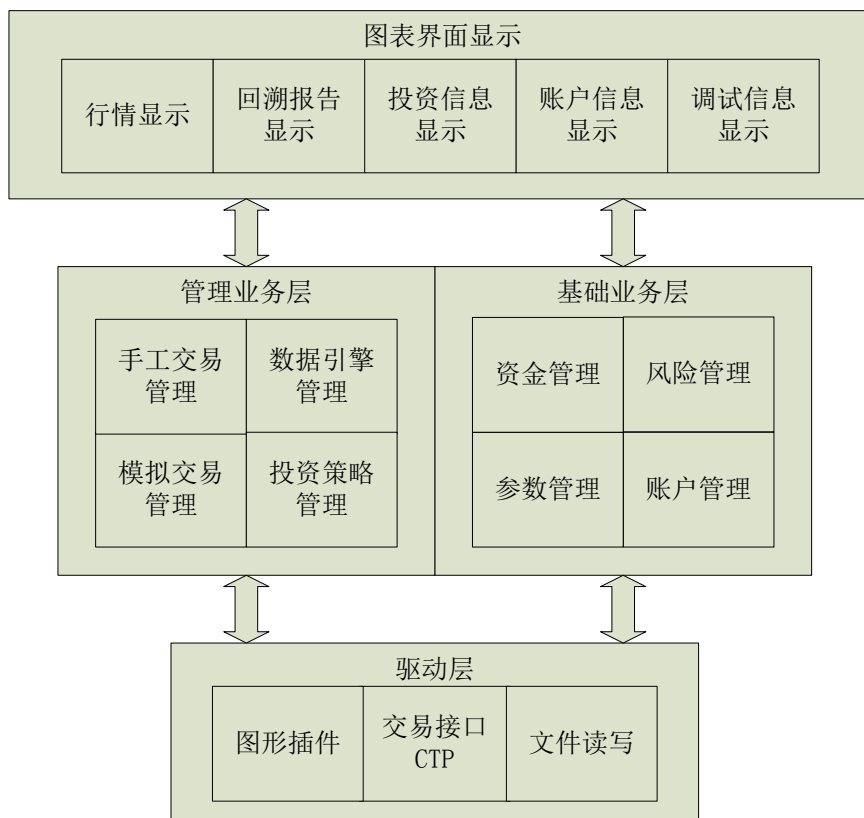 图表界面显示
行情显示
回溯报告
显示
投资信息
显示
账户信息
显示
调试信息
显示
管理业务层
手工交易
管理
数据引擎
管理
模拟交易
管理
投资策略
管理
基础业务层
资金管理
风险管理
参数管理
账户管理
驱动层
图形插件
交易接口
CTP
文件读写